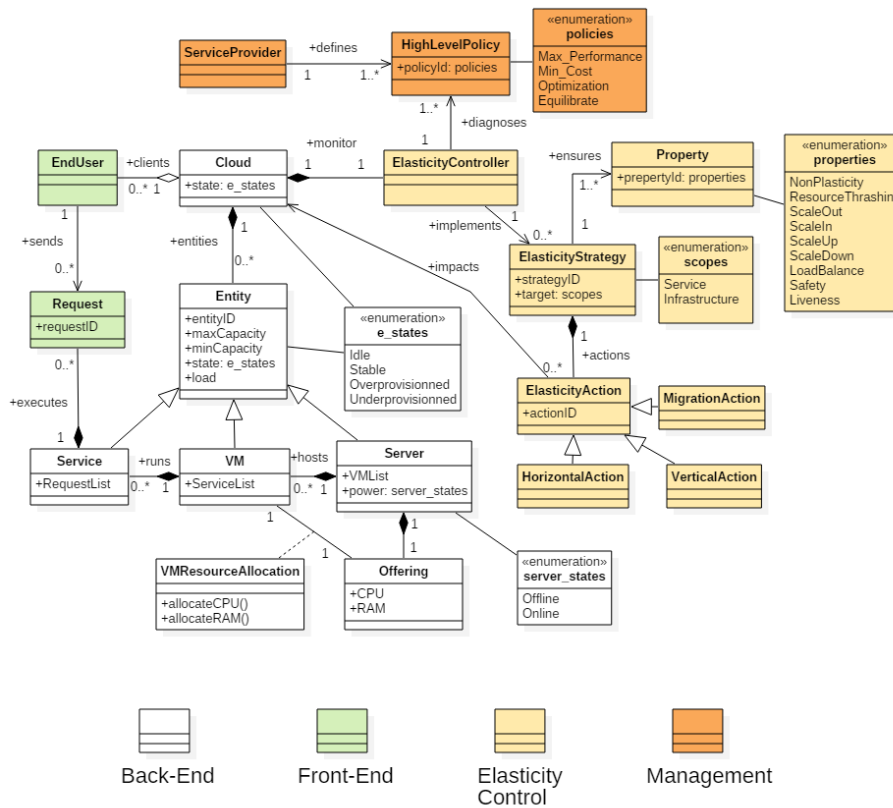 «enumeration»
policies
Max_Performance
Min_Cost
Optimization
Equilibrate
ServiceProvider
+defines
1
1..*
HighLevelPolicy
+policyId: policies
1..*
+diagnoses
1
EndUser
+clients
0..*
1
Cloud
+state: e_states
+monitor
1
1
ElasticityController
+ensures
1..*
1
Property
+prepertyId: properties
«enumeration»
properties
NonPlasticity
ResourceThrashin
ScaleOut
ScaleIn
ScaleUp
ScaleDown
LoadBalance
Safety
Liveness
1
+sends
0..*
1
+entities
0..*
+implements
1
0..*
+impacts
0..*
ElasticityStrategy
+strategyID
+target: scopes
«enumeration»
scopes
Service
Infrastructure
Request
+requestID
0..*
+executes
1
Entity
+entityID
+maxCapacity
+minCapacity
+state: e_states
+load
«enumeration»
e_states
Idle
Stable
Overprovisionned
Underprovisionned
1
+actions
ElasticityAction
+actionID
MigrationAction
HorizontalAction
VerticalAction
Service
+RequestList
+runs
0..*
1
VM
+ServiceList
+hosts
0..*
1
Server
+VMList
+power: server_states
1
1
1
1
VMResourceAllocation
+allocateCPU()
+allocateRAM()
Offering
+CPU
+RAM
«enumeration»
server_states
Offline
Online
Back-End
Front-End
Elasticity
Control
Management